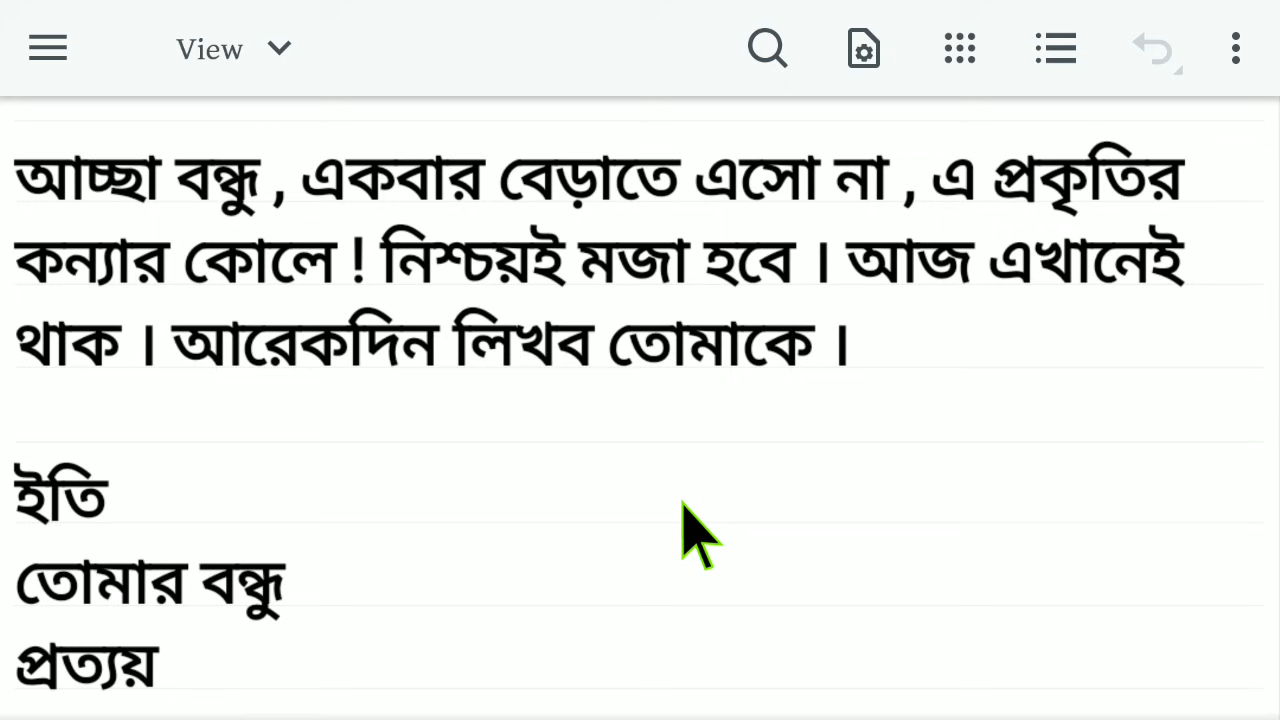 View
আচ্ছা বন্ধু , একবার বেড়াতে এসো না , এ প্রকৃতির
কন্যার কোলে ! নিশ্চয়ই মজা হবে । আজ এখানেই
থাক । আরেকদিন লিখব তোমাকে ।
ইতি
তোমার বন্ধু
প্রত্যয়